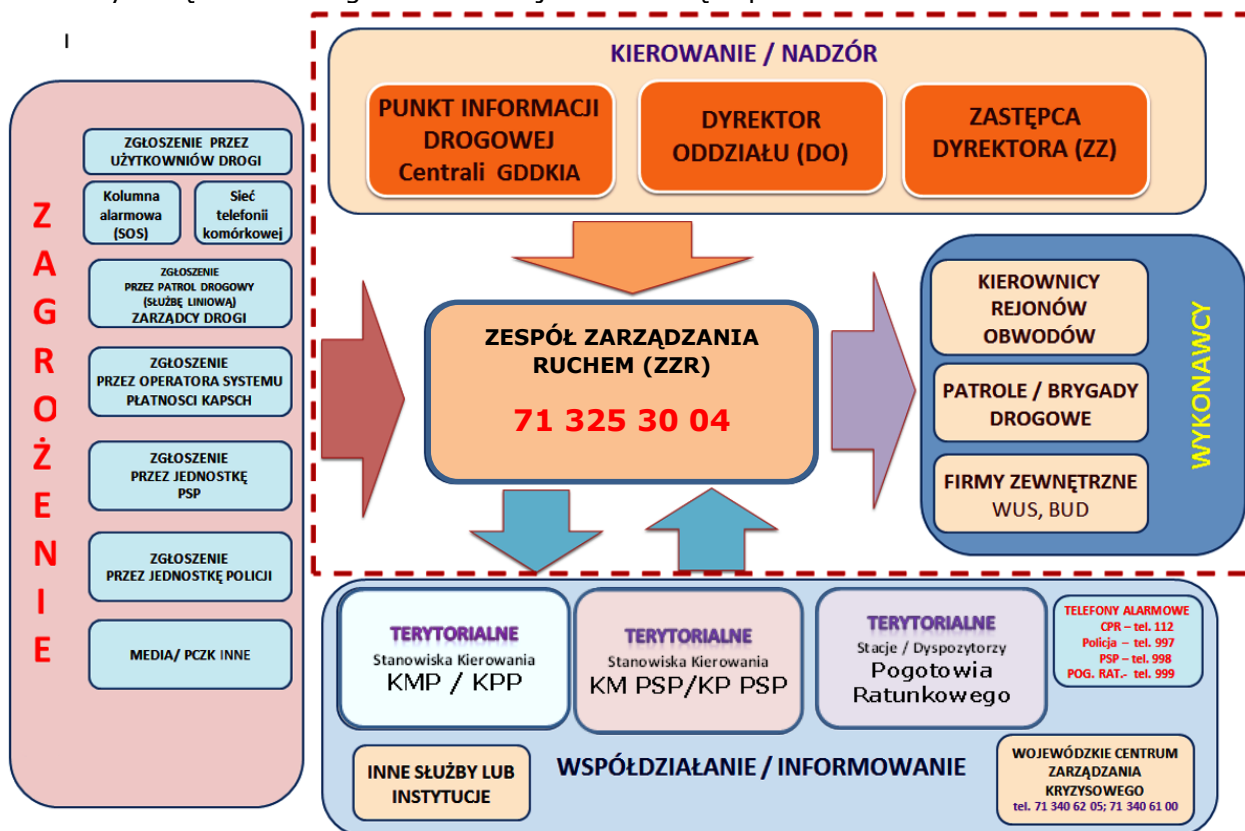 KIEROWANIE / NADZÓR
PUNKT INFORMACJI
DROGOWEJ
Centrali GDDKIA
DYREKTOR
ODDZIAŁU (DO)
ZASTĘPCA
DYREKTORA (ZZ)
ZAGROŻENIE
ZGŁOSZENIE PRZEZ
UŻYTKOWNIÓW DROGI
Kolumna
alarmowa
(SOS)
Sieć
telefonii
komórkowej
ZGŁOSZENIE
PRZEZ PATROL DROGOWY
(SŁUŻBĘ LINIOWĄ)
ZARZĄDCY DROGI
ZGŁOSZENIE
PRZEZ OPERATORA SYSTEMU
PŁATNOSCI KAPSCH
ZGŁOSZENIE
PRZEZ JEDNOSTKĘ
PSP
ZGŁOSZENIE
PRZEZ JEDNOSTKĘ POLICJI
MEDIA/ PCZK INNE
ZESPÓŁ ZARZĄDZANIA
RUCHEM (ZZR)
71 325 30 04
KIEROWNICY
REJONÓW
OBWODÓW
PATROLE / BRYGADY
DROGOWE
FIRMY ZEWNĘTRZNE
WUS, BUD
WYKONAWCY
TERYTORIALNE
Stanowiska Kierowania
KMP / KPP
TERYTORIALNE
Stanowiska Kierowania
KM PSP/KP PSP
TERYTORIALNE
Stacje / Dyspozytorzy
Pogotowia
Ratunkowego
TELEFONY ALARMOWE
CPR – tel. 112
Policja – tel. 997
PSP – tel. 998
POG. RAT.- tel. 999
INNE SŁUŻBY LUB
INSTYTUCJE
WSPÓŁDZIAŁANIE / INFORMOWANIE
WOJEWÓDZKIE CENTRUM
ZARZĄDZANIA
KRYZYSOWEGO
tel. 71 340 62 05; 71 340 61 00